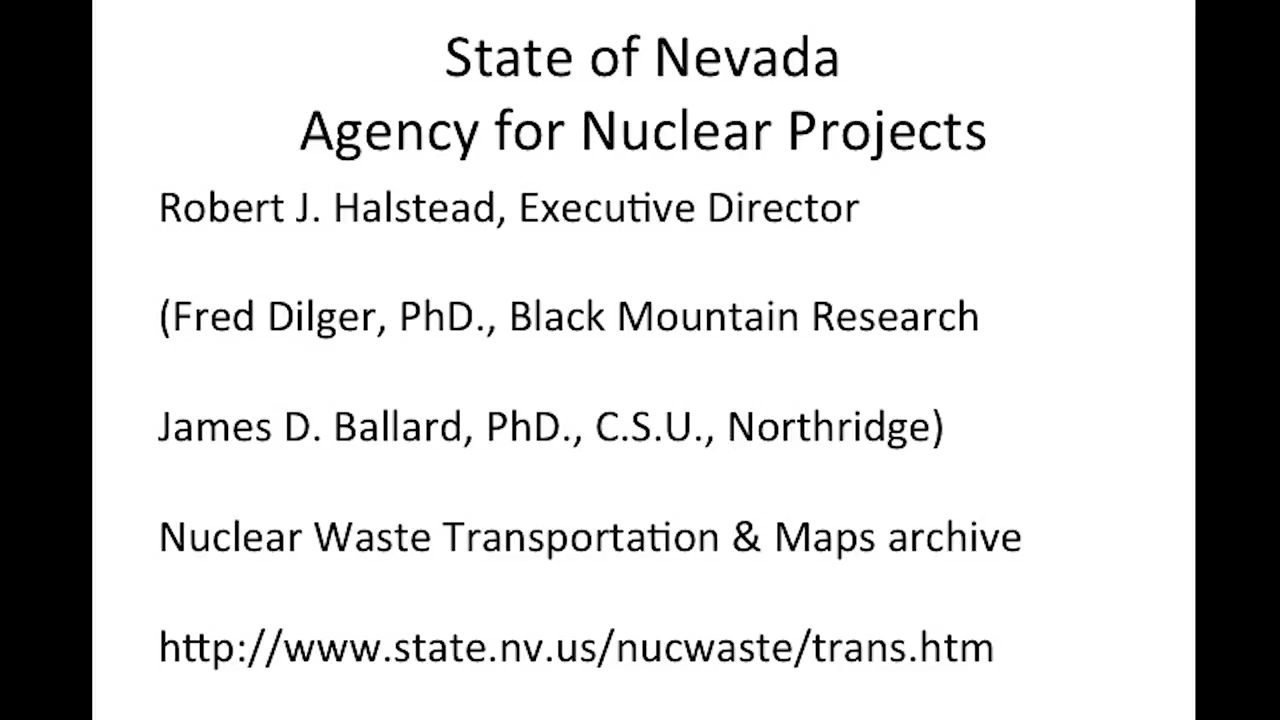 State of Nevada
Agency for Nuclear Projects
Robert J. Halstead, Executive Director
(Fred Dilger, PhD., Black Mountain Research
James D. Ballard, PhD., C.S.U., Northridge)
Nuclear Waste Transportation & Maps archive
http://www.state.nv.us/nucwaste/trans.htm